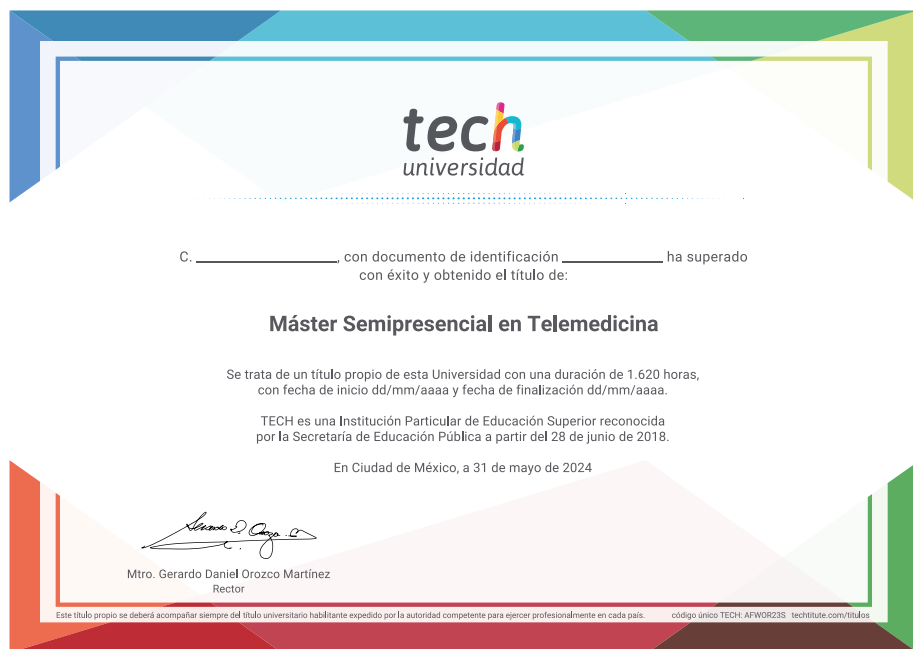 tech
universidad
C. ____________________, con documento de identificación ______________ ha superado
con éxito y obtenido el título de:
Máster Semipresencial en Telemedicina
Se trata de un título propio de esta Universidad con una duración de 1.620 horas,
con fecha de inicio dd/mm/aaaa y fecha de finalización dd/mm/aaaa.
TECH es una Institución Particular de Educación Superior reconocida
por la Secretaría de Educación Pública a partir del 28 de junio de 2018.
En Ciudad de México, a 31 de mayo de 2024
Mtro. Gerardo Daniel Orozco Martínez
Rector
Este título propio se deberá acompañar siempre del título universitario habilitante expedido por la autoridad competente para ejercer profesionalmente en cada país. código único TECH: AFWOR23S techtitute.com/titulos